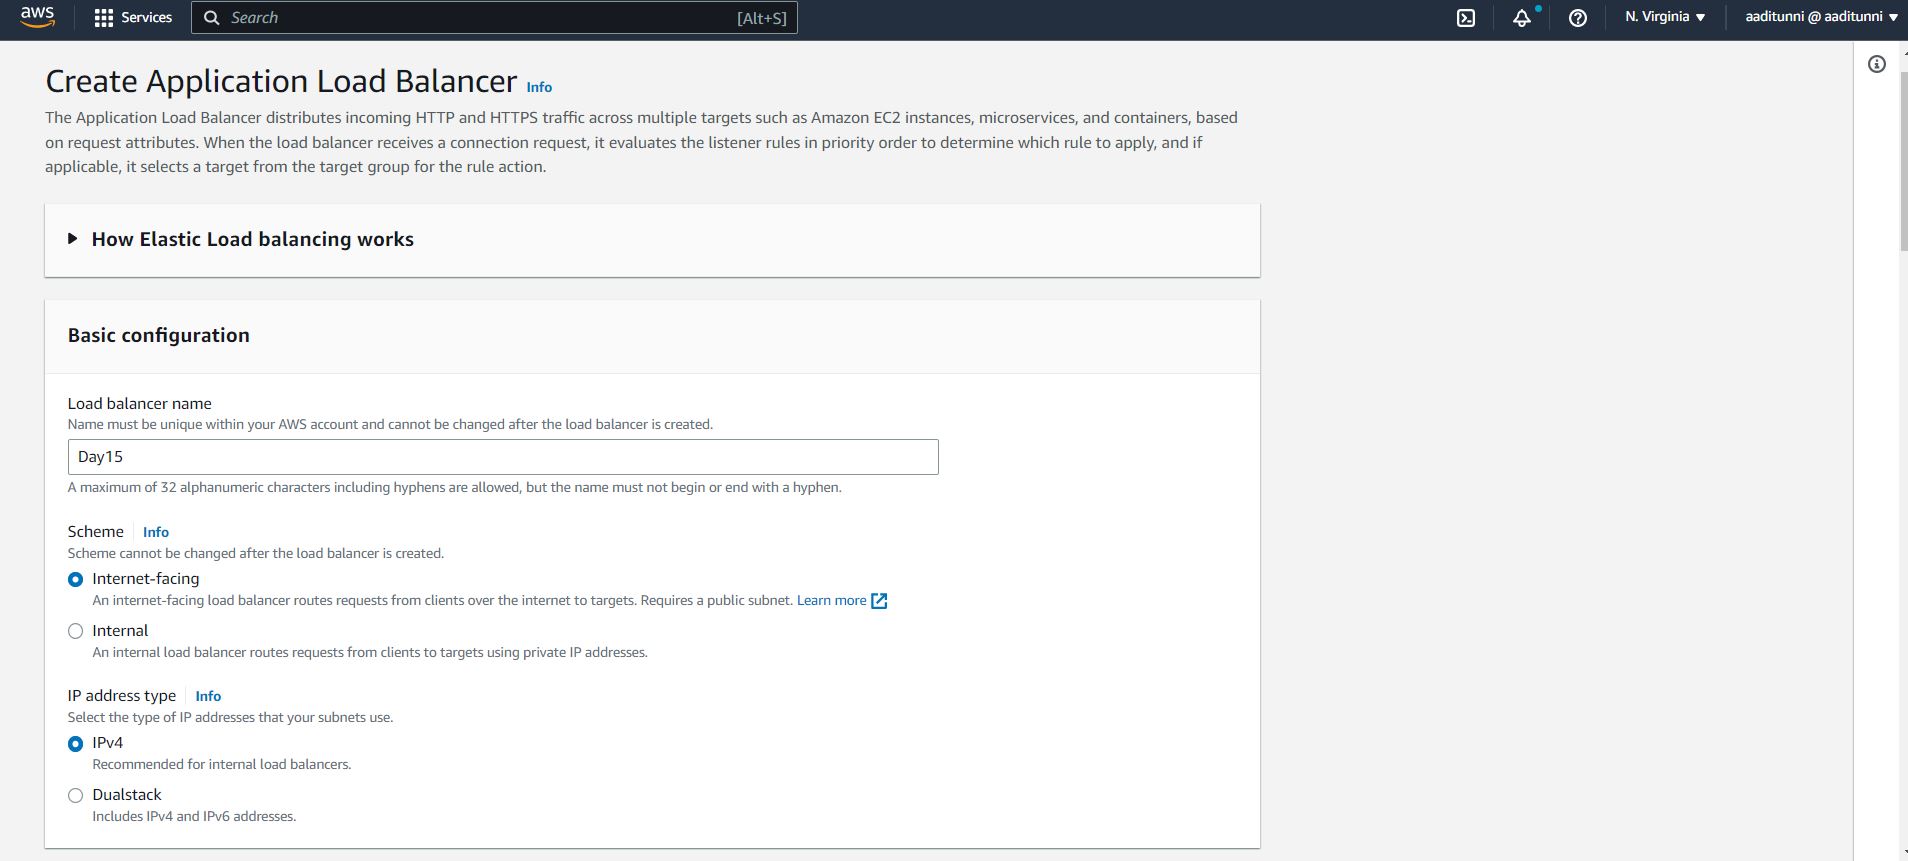 aws
Services
Search
[Alt+S]
N. Virginia
aaditunni @ aaditunni
Create Application Load Balancer Info
The Application Load Balancer distributes incoming HTTP and HTTPS traffic across multiple targets such as Amazon EC2 instances, microservices, and containers, based
on request attributes. When the load balancer receives a connection request, it evaluates the listener rules in priority order to determine which rule to apply, and if
applicable, it selects a target from the target group for the rule action.
How Elastic Load balancing works
Basic configuration
Load balancer name
Name must be unique within your AWS account and cannot be changed after the load balancer is created.
Day15
A maximum of 32 alphanumeric characters including hyphens are allowed, but the name must not begin or end with a hyphen.
Scheme Info
Scheme cannot be changed after the load balancer is created.
Internet-facing
An internet-facing load balancer routes requests from clients over the internet to targets. Requires a public subnet. Learn more
Internal
An internal load balancer routes requests from clients to targets using private IP addresses.
IP address type Info
Select the type of IP addresses that your subnets use.
IPv4
Recommended for internal load balancers.
Dualstack
Includes IPv4 and IPv6 addresses.